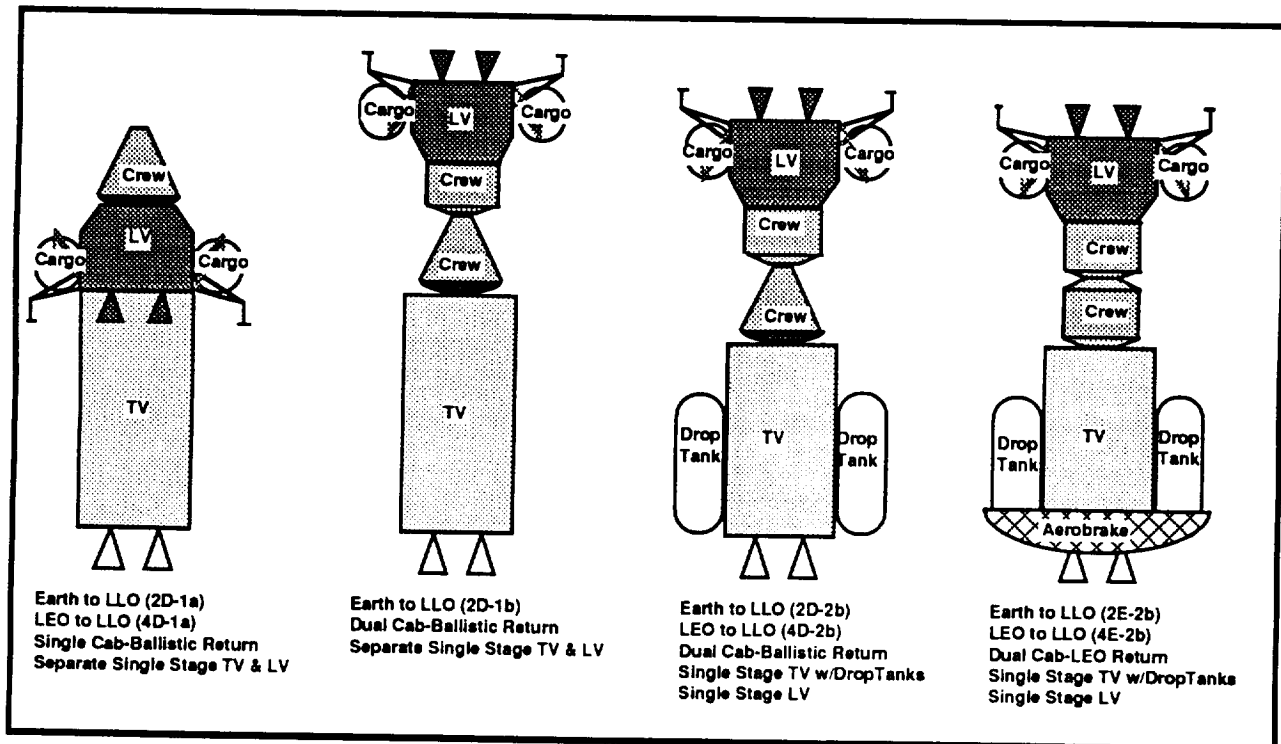 Crew
LV
Cargo
Cargo
TV
Earth to LLO (2D-1a)
LEO to LLO (4D-1a)
Single Cab-Ballistic Return
Separate Single Stage TV & LV
Cargo
LV
Cargo
Crew
Crew
TV
Earth to LLO (2D-1b)
Dual Cab-Ballistic Return
Separate Single Stage TV & LV
Cargo
LV
Cargo
Crew
Crew
Drop
Tank
TV
Drop
Tank
Earth to LLO (2D-2b)
LEO to LLO (4D-2b)
Dual Cab-Ballistic Return
Single Stage TV w/DropTanks
Single Stage LV
Cargo
LV
Cargo
Crew
Crew
Drop
Tank
TV
Drop
Tank
Aerobrake
Earth to LLO (2E-2b)
LEO to LLO (4E-2b)
Dual Cab-LEO Return
Single Stage TV w/DropTanks
Single Stage LV